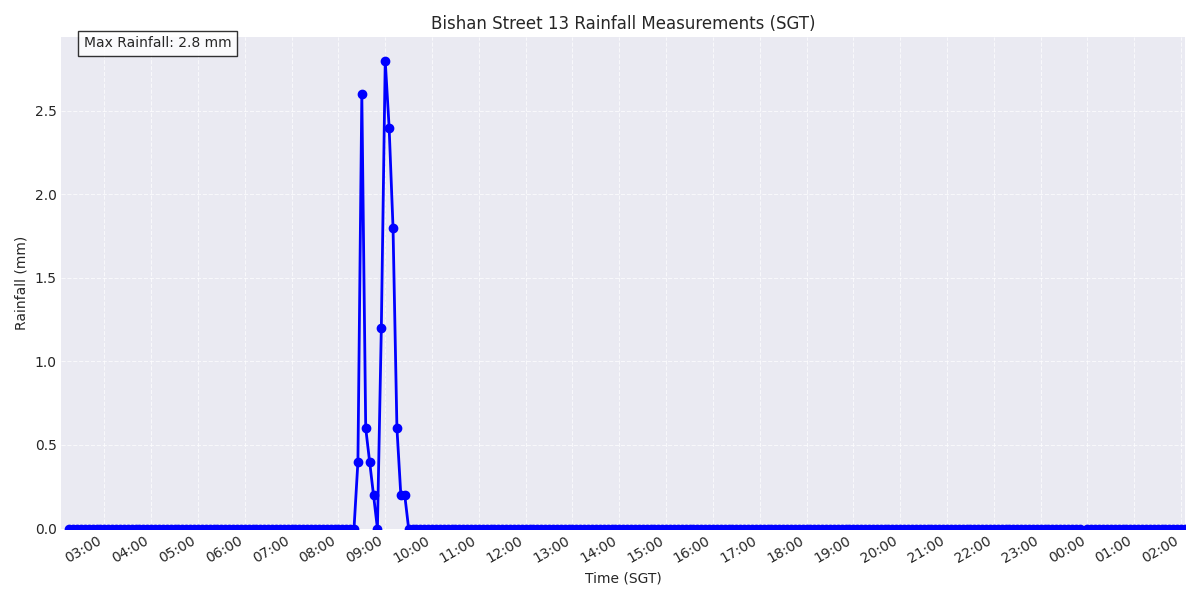 Bishan Street 13 Rainfall Measurements (SGT)
Max Rainfall: 2.8 mm
2.5
2.0
1.5
1.0
0.5
0.0
Rainfall (mm)
03:00 04:00 05:00 06:00 07:00 08:00 09:00 10:00 11:00 12:00 13:00 14:00 15:00 16:00 17:00 18:00 19:00 20:00 21:00 22:00 23:00 00:00 01:00 02:00
Time (SGT)